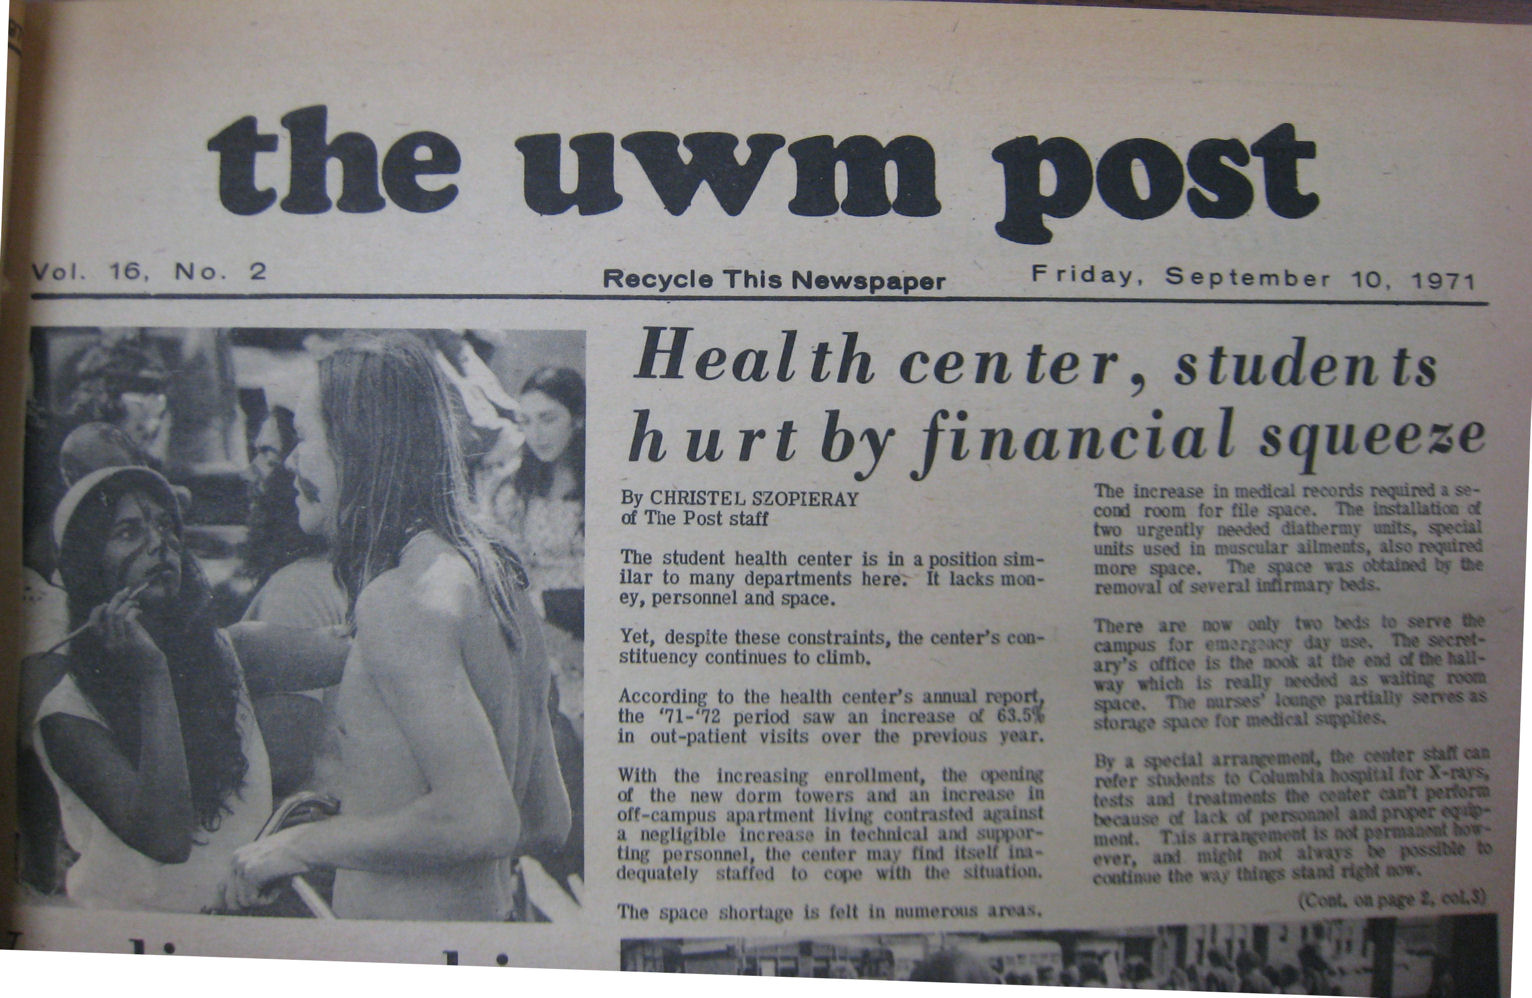 the uwm post
Vol. 16, No. 2
Recycle This Newspaper
Friday, September 10, 1971
Health center, students
hurt by financial squeeze
By CHRISTEL SZOPIERAY
of The Post staff
The student health center is in a position sim-
ilar to many departments here. It lacks mon-
ey, personnel and space.
Yet, despite these constraints, the center's con-
stituency continues to climb.
According to the health center's annual report,
the '71-'72 period saw an increase of 63.5%
in out-patient visits over the previous year.
With the increasing enrollment, the opening
of the new dorm towers and an increase in
off-campus apartment living contrasted against
a negligible increase in technical and suppor-
ting personnel, the center may find itself ina-
dequately staffed to cope with the situation.
The space shortage is felt in numerous areas.
The increase in medical records required a se-
cond room for file space. The installation of
two urgently needed diathermy units, special
units used in muscular ailments, also required
more space. The space was obtained by the
removal of several infirmary beds.
There are now only two beds to serve the
campus for emergency day use. The secret-
ary's office is the nook at the end of the hall-
way which is really needed as waiting room
space. The nurses' lounge partially serves as
storage space for medical supplies.
By a special arrangement, the center staff can
refer students to Columbia hospital for X-rays,
tests and treatments the center can't perform
because of lack of personnel and proper equip-
ment. This arrangement is not permanent how-
ever, and might not always be possible to
continue the way things stand right now.
(Cont. on page 2, col.3)